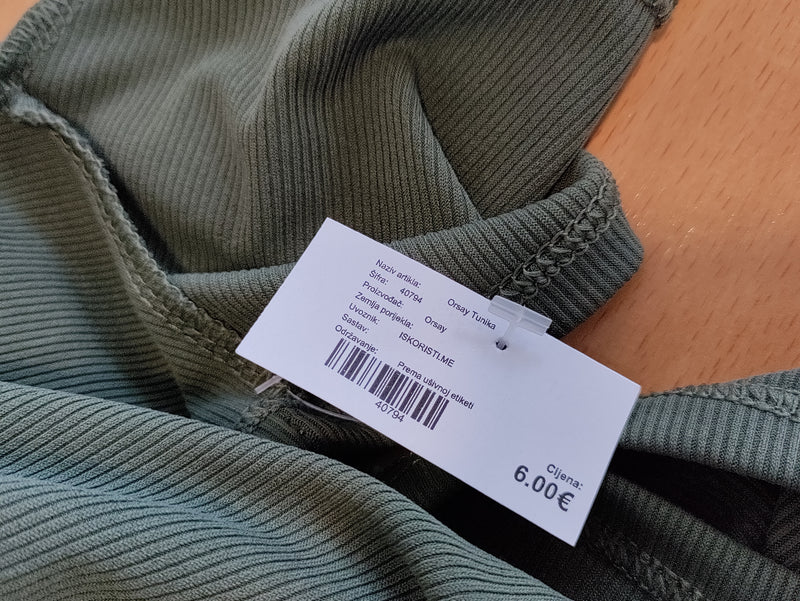 Naziv artikla: Orsay Tunika
Šifra: 40794
Proizvođač: Orsay
Zemlja porijekla:
Uvoznik: ISKORISTI.ME
Sastav:
Održavanje: Prema ušivnoj etiketi
40794
Cijena:
6.00€